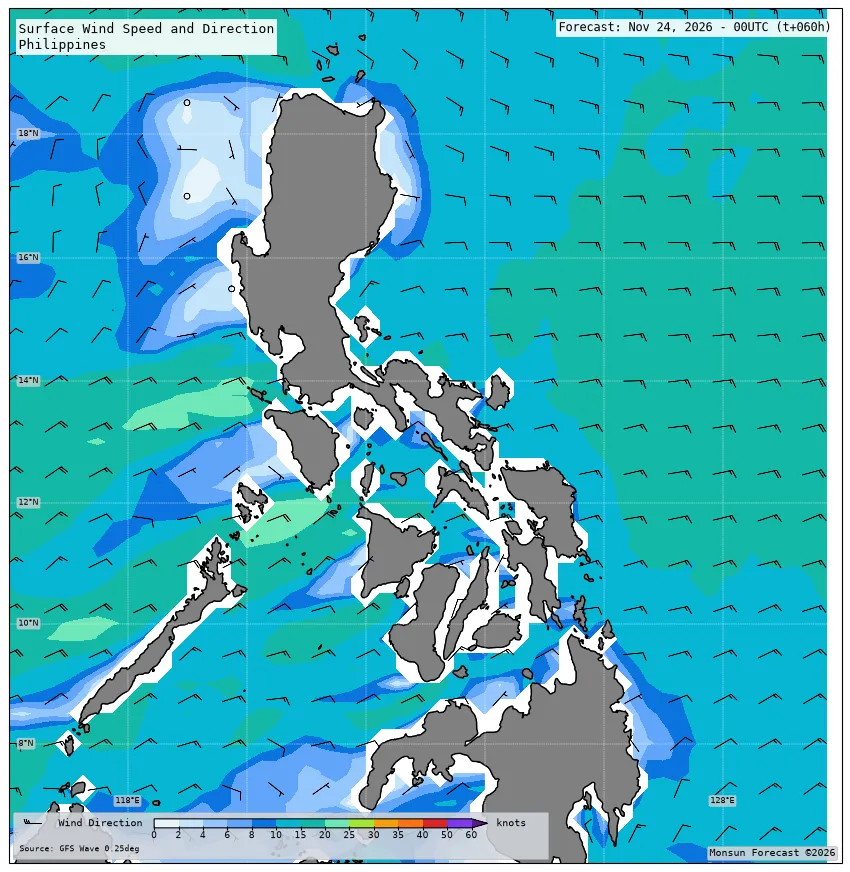 Surface Wind Speed and Direction
Philippines
Forecast: Nov 24, 2026 - 00UTC (t+060h)
18°N
16°N
14°N
12°N
10°N
8°N
118°E
128°E
Wind Direction
0 2 4 6 8 10 15 20 25 30 35 40 50 60
knots
Source: GFS Wave 0.25deg
Monsun Forecast ©2026